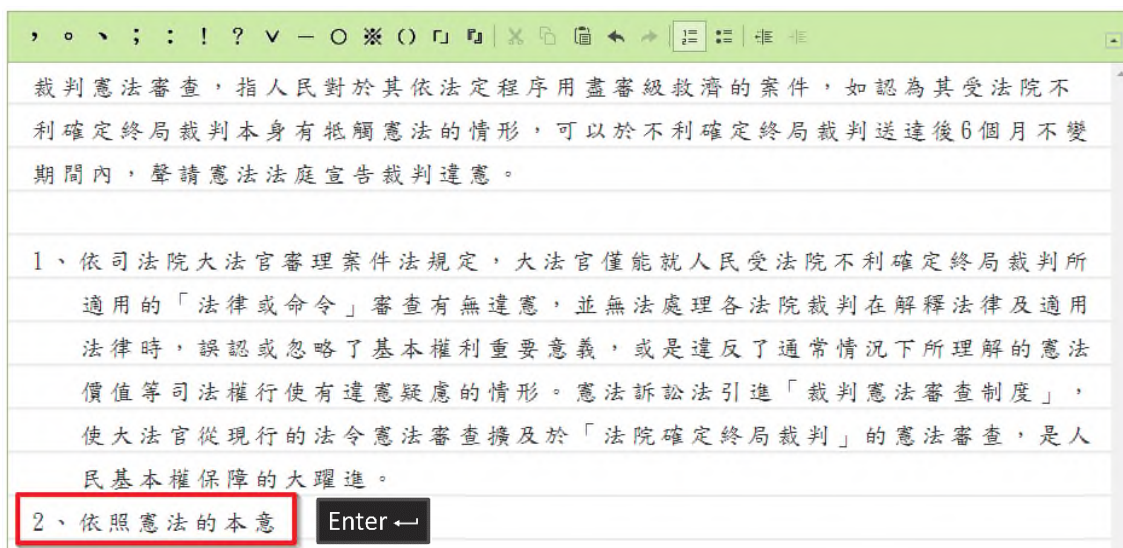 , 。 、 ; : ! ? ∨ — ○ ※ () 「」 『』
裁判憲法審查，指人民對於其依法定程序用盡審級救濟的案件，如認為其受法院不
利確定終局裁判本身有牴觸憲法的情形，可以於不利確定終局裁判送達後6個月不變
期間內，聲請憲法法庭宣告裁判違憲。
1、依司法院大法官審理案件法規定，大法官僅能就人民受法院不利確定終局裁判所
適用的「法律或命令」審查有無違憲，並無法處理各法院裁判在解釋法律及適用
法律時，誤認或忽略了基本權利重要意義，或是違反了通常情況下所理解的憲法
價值等司法權行使有違憲疑慮的情形。憲法訴訟法引進「裁判憲法審查制度」，
使大法官從現行的法令憲法審查擴及於「法院確定終局裁判」的憲法審查，是人
民基本權保障的大躍進。
2、依照憲法的本意 Enter